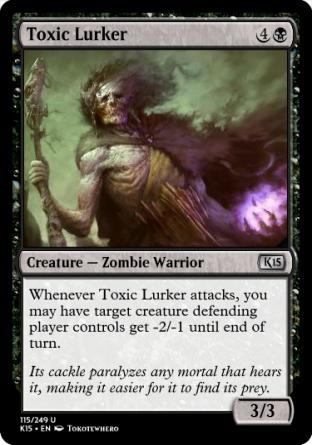 Toxic Lurker 4
Creature — Zombie Warrior K15
Whenever Toxic Lurker attacks, you
may have target creature defending
player controls get -2/-1 until end of
turn.
Its cackle paralyzes any mortal that hears
it, making it easier for it to find its prey.
3/3
115/249 U
K15 • EN TOKOTEWHERO